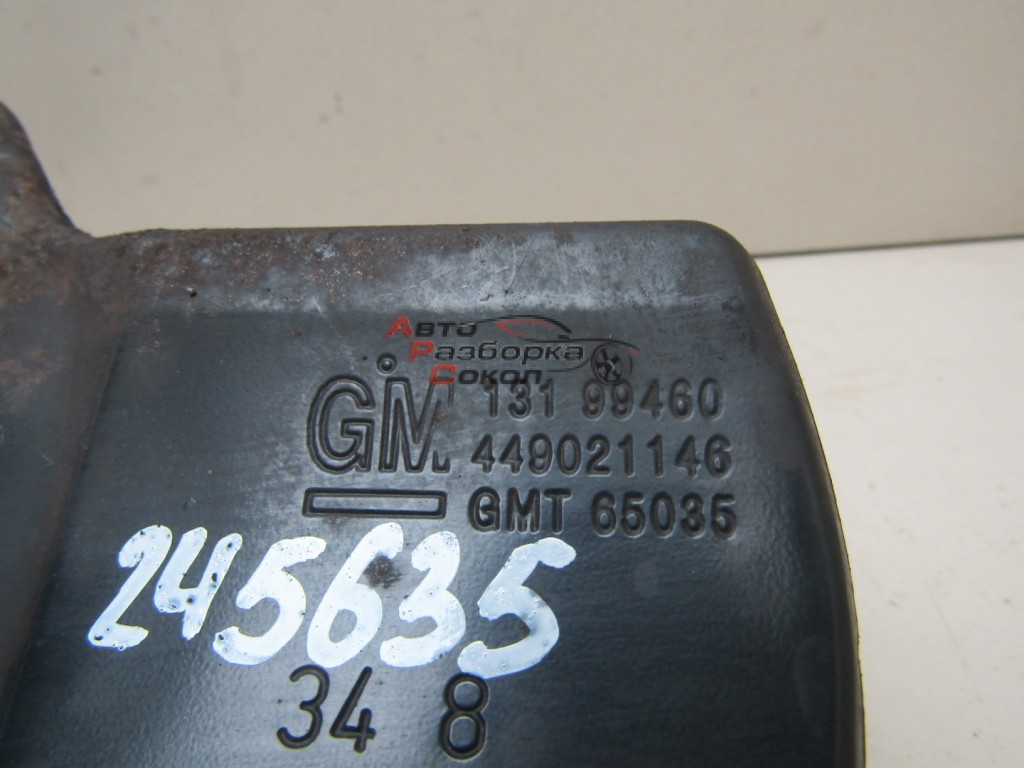 Авто
Разборка
Сокол
GM 131 99460
449021146
GMT 65035
245635
34 8